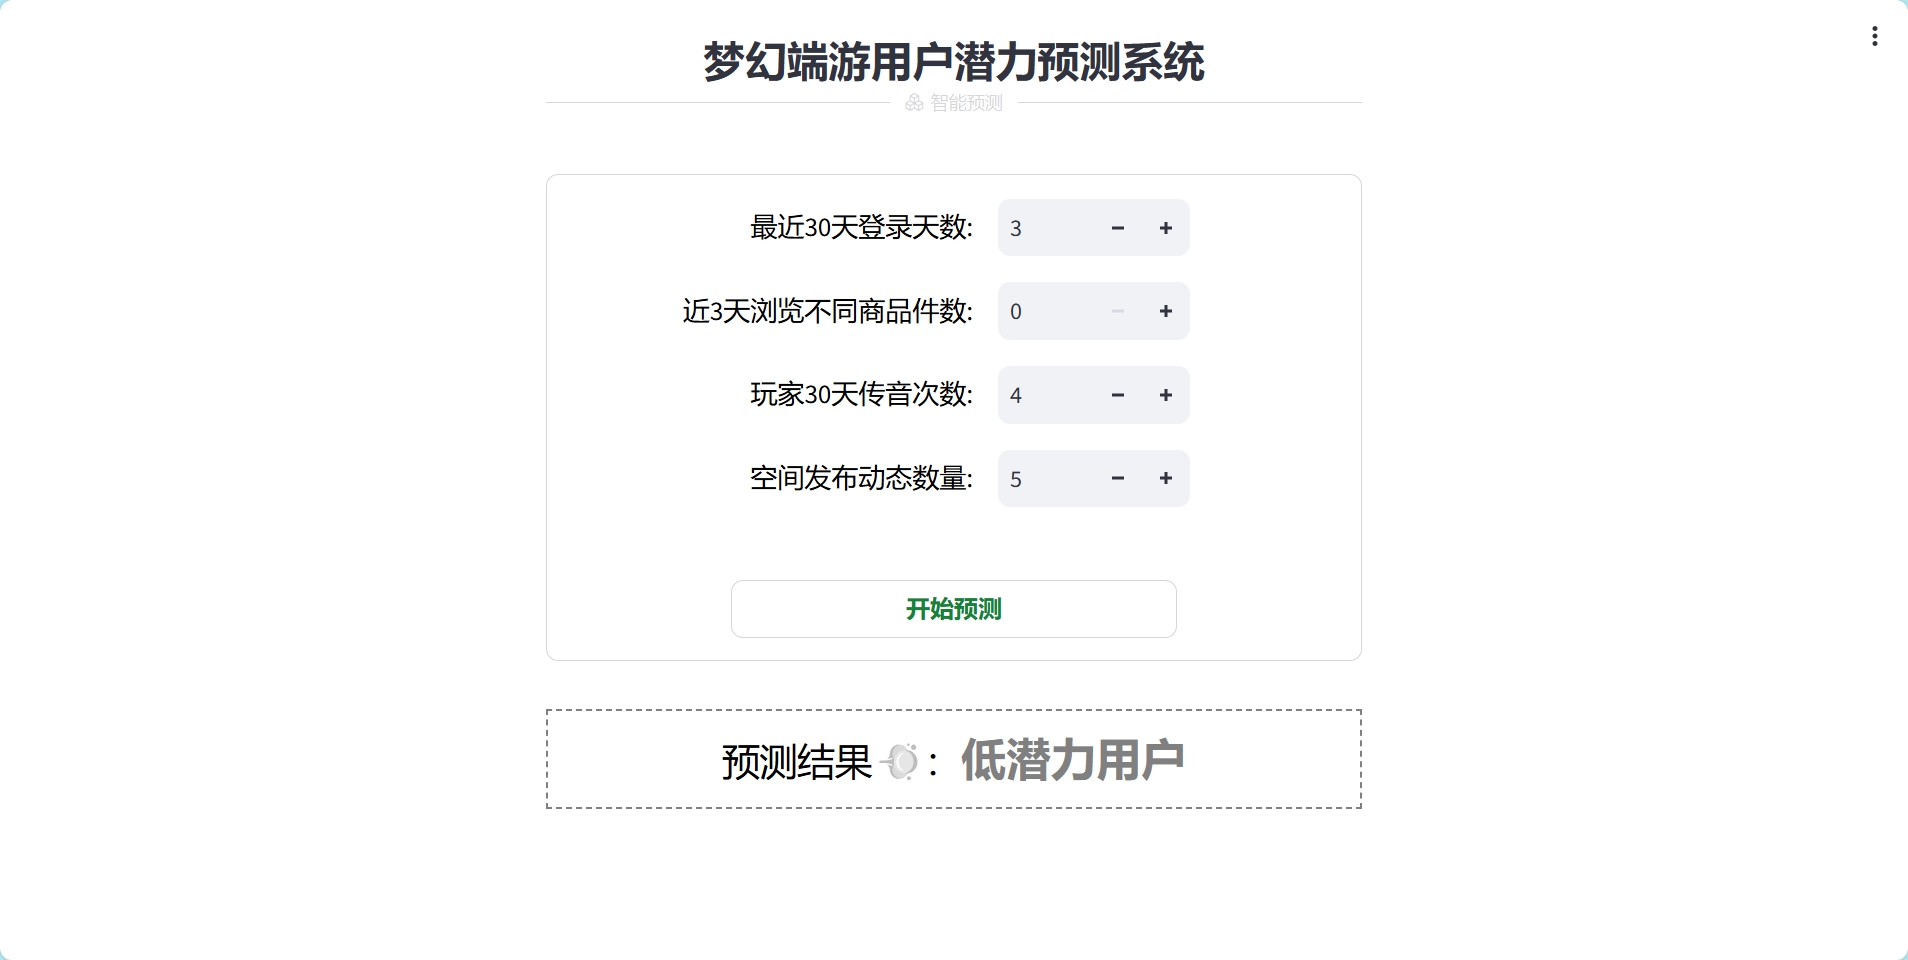 梦幻端游用户潜力预测系统
智能预测
最近30天登录天数: 3
近3天浏览不同商品件数: 0
玩家30天传音次数: 4
空间发布动态数量: 5
开始预测
预测结果： 低潜力用户